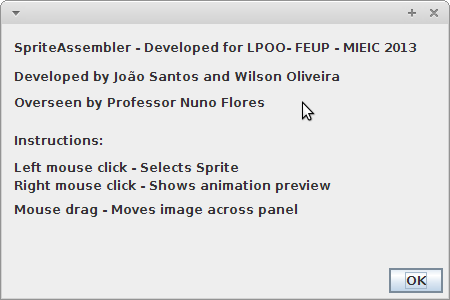 SpriteAssembler - Developed for LPOO- FEUP - MIEIC 2013
Developed by João Santos and Wilson Oliveira
Overseen by Professor Nuno Flores
Instructions:
Left mouse click - Selects Sprite
Right mouse click - Shows animation preview
Mouse drag - Moves image across panel
OK